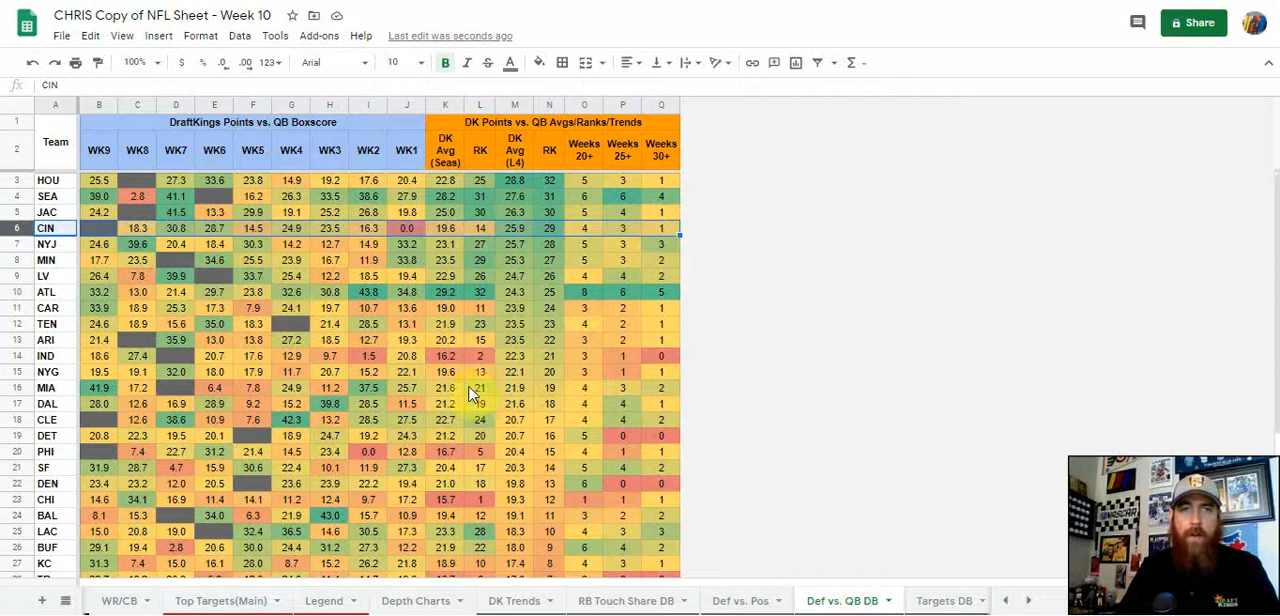 CHRIS Copy of NFL Sheet - Week 10
Share
File Edit View Insert Format Data Tools Add-ons Help Last edit was seconds ago
100% $ % .0 .00 123 Arial 10 B I S A
fx CIN
A B C D E F G H I J K L M N O P Q
1 Team DraftKings Points vs. QB Boxscore DK Points vs. QB Avgs/Ranks/Trends
2 WK9 WK8 WK7 WK6 WK5 WK4 WK3 WK2 WK1 DK Avg (Seas) RK DK Avg (L4) RK Weeks 20+ Weeks 25+ Weeks 30+
3 HOU 25.5 27.3 33.6 23.8 14.9 19.2 17.6 20.4 22.8 25 28.8 32 5 3 1
4 SEA 39.0 2.8 41.1 16.2 26.3 33.5 38.6 27.9 28.2 31 27.6 31 6 6 4
5 JAC 24.2 41.5 13.3 29.9 19.1 25.2 26.8 19.8 25.0 30 26.3 30 5 4 1
6 CIN 18.3 30.8 28.7 14.5 24.9 23.5 16.3 0.0 19.6 14 25.9 29 4 3 1
7 NYJ 24.6 39.6 20.4 18.4 30.3 14.2 12.7 14.9 33.2 23.1 27 25.7 28 5 3 3
8 MIN 17.7 23.5 34.6 25.5 23.9 16.7 11.9 33.8 23.5 29 25.3 27 5 3 2
9 LV 26.4 7.8 39.9 33.7 25.4 12.2 18.5 19.4 22.9 26 24.7 26 4 4 2
10 ATL 33.2 13.0 21.4 29.7 23.8 32.6 30.8 43.8 34.8 29.2 32 24.3 25 8 6 5
11 CAR 33.9 18.9 25.3 17.3 7.9 24.1 19.7 10.7 13.6 19.0 11 23.9 24 3 2 1
12 TEN 24.6 18.9 15.6 35.0 18.3 21.4 28.5 13.1 21.9 23 23.5 23 4 2 1
13 ARI 21.4 35.9 13.0 13.8 27.2 18.5 12.7 19.3 20.2 15 23.5 22 3 2 1
14 IND 18.6 27.4 20.7 17.6 12.9 9.7 1.5 20.8 16.2 2 22.3 21 3 1 0
15 NYG 19.5 19.1 32.0 18.0 17.9 11.7 20.7 15.2 22.1 19.6 13 22.1 20 3 1 1
16 MIA 41.9 17.2 6.4 7.8 24.9 11.2 37.5 25.7 21.6 21 21.9 19 4 3 2
17 DAL 28.0 12.6 16.9 28.9 9.2 15.2 39.8 28.5 11.5 21.2 19 21.6 18 4 4 1
18 CLE 12.6 38.6 10.9 7.6 42.3 13.2 28.5 27.5 22.7 24 20.7 17 4 4 2
19 DET 20.8 22.3 19.5 20.1 18.9 24.7 19.2 24.3 21.2 20 20.7 16 5 0 0
20 PHI 7.4 22.7 31.2 21.4 14.5 23.4 0.0 12.8 16.7 5 20.4 15 4 1 1
21 SF 31.9 28.7 4.7 15.9 30.6 22.4 10.1 11.9 27.3 20.4 17 20.3 14 5 4 2
22 DEN 23.4 23.2 12.0 20.5 23.6 23.9 22.2 19.4 21.0 18 19.8 13 6 0 0
23 CHI 14.6 34.1 16.9 11.4 14.1 11.2 12.4 9.7 17.2 15.7 1 19.3 12 1 1 1
24 BAL 8.1 15.3 34.0 6.3 21.9 43.0 15.7 10.9 19.4 12 19.1 11 3 2 2
25 LAC 15.0 20.8 19.0 32.4 36.5 14.6 30.5 17.3 23.3 28 18.3 10 4 3 3
26 BUF 29.1 19.4 2.8 20.6 30.0 24.4 31.2 27.3 12.2 21.9 22 18.0 9 6 4 2
27 KC 31.3 7.4 15.0 16.1 28.0 8.7 15.2 26.2 21.8 18.9 10 17.4 8 4 3 1
WR/CB Top Targets(Main) Legend Depth Charts DK Trends RB Touch Share DB Def vs. Pos Def vs. QB DB Targets DB